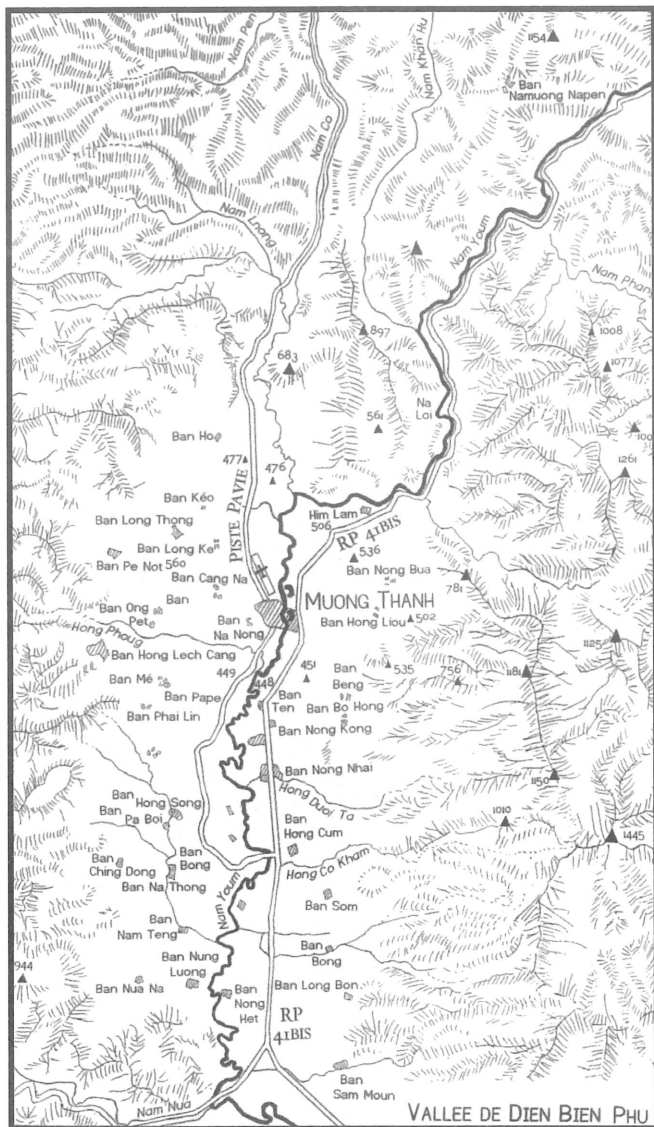 1154
Nam Pen
Nam Khan Hu
Ban
Namuong Napen
Nam Co
Nam Lnong
Nam Youm
Nam Phan
897
1008
683
1077
561
Na
Loi
100
Ban Ho
1261
477
476
Ban Kéo
PISTE PAVIE
Him Lam
506
RP 41BIS
Ban Long Thong
Ban Long Ke
536
Ban Pe Not 560
Ban Nong Bua
Ban Cang Na
781
Ban
MUONG THANH
Ban Ong
Pet
Ban
Na Nong
Ban Hong Liou
502
Hong Phoug
1125
Ban Hong Lech Cang
449
448
451
Ban
Beng
535
756
1181
Ban Mé
Ban Pape
Ban
Ten
Ban Bo Hong
Ban Phai Lin
Ban Nong Kong
Ban Nong Nhai
1150
Hong Duoi Ta
Ban
Hong Song
Ban
Pa Boi
1010
1445
Ban
Hong Cum
Ban
Ching Dong
Ban
Bong
Hong Co Kham
Ban Na Thong
Nam Youm
Ban Som
Ban
Nam Teng
Ban
Bong
Ban Nung
Luong
944
Ban Nua Na
Ban
Nong
Het
Ban Long Bon
RP
41BIS
Ban
Sam Moun
Nam Nua
VALLEE DE DIEN BIEN PHU